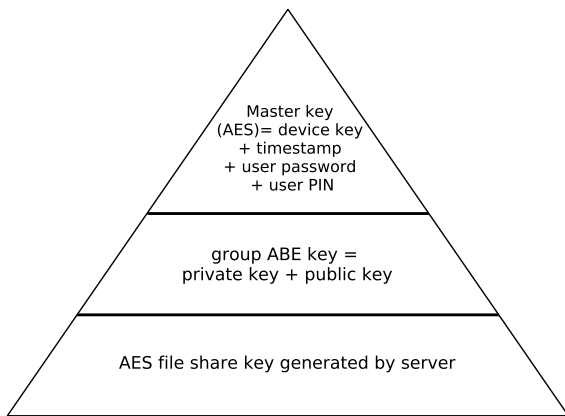 Master key
(AES)= device key
+ timestamp
+ user password
+ user PIN
group ABE key =
private key + public key
AES file share key generated by server